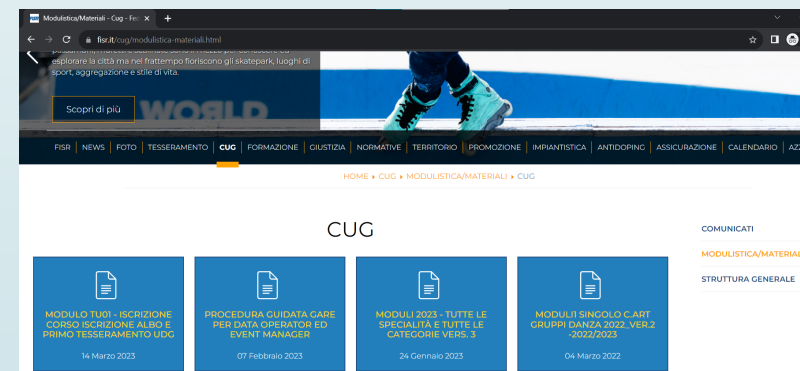 Modulistica/Materiali - Cug - Fed
fisr.it/cug/modulistica-materiali.html
esplorare la città ma nel frattempo fioriscono gli skatepark, luoghi di
sport, aggregazione e stile di vita.
Scopri di più
WORLD
FISR NEWS FOTO TESSERAMENTO CUG FORMAZIONE GIUSTIZIA NORMATIVE TERRITORIO PROMOZIONE IMPIANTISTICA ANTIDOPING ASSICURAZIONE CALENDARIO AZZ
HOME CUG MODULISTICA/MATERIALI CUG
CUG
MODULO TU01 - ISCRIZIONE
CORSO ISCRIZIONE ALBO E
PRIMO TESSERAMENTO UDG
14 Marzo 2023
PROCEDURA GUIDATA GARE
PER DATA OPERATOR ED
EVENT MANAGER
07 Febbraio 2023
MODULI 2023 - TUTTE LE
SPECIALITÀ E TUTTE LE
CATEGORIE VERS. 3
24 Gennaio 2023
MODULI1 SINGOLO C.ART
GRUPPI DANZA 2022_VER.2
-2022/2023
04 Marzo 2022
COMUNICATI
MODULISTICA/MATERIAL
STRUTTURA GENERALE